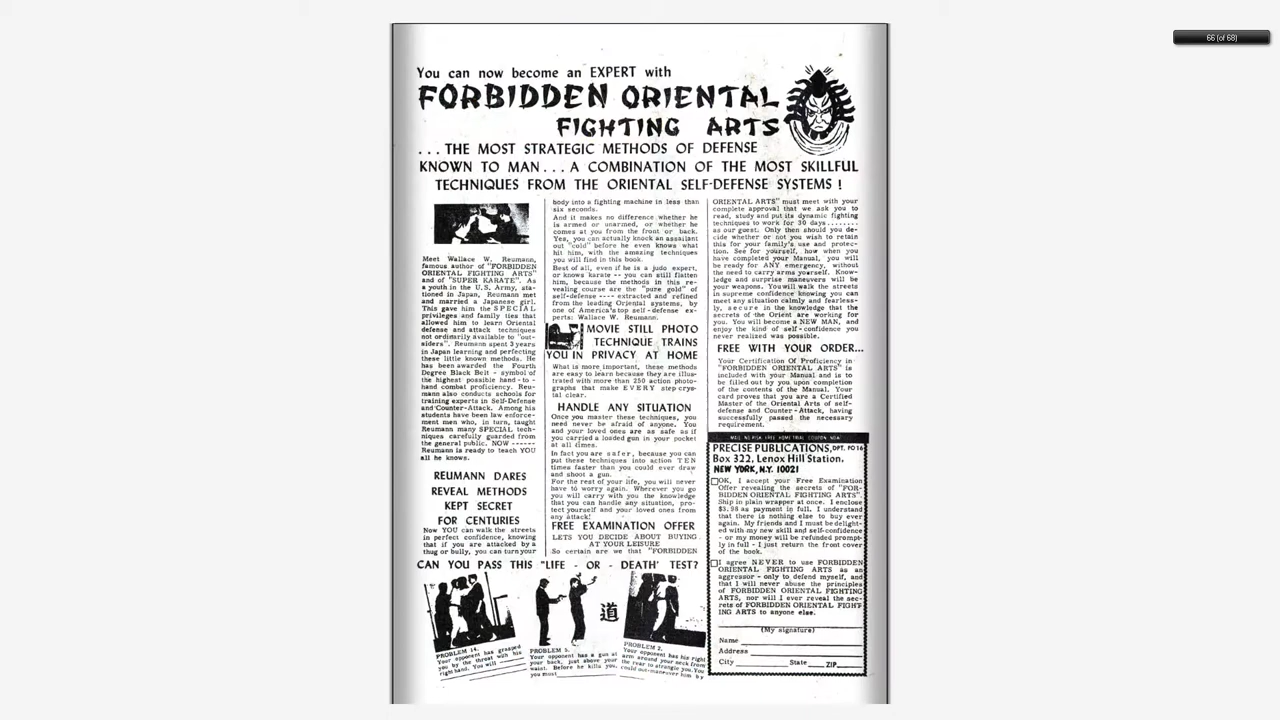 66 (of 68)
You can now become an EXPERT with
FORBIDDEN ORIENTAL
FIGHTING ARTS
. . . THE MOST STRATEGIC METHODS OF DEFENSE
KNOWN TO MAN . . . A COMBINATION OF THE MOST SKILLFUL
TECHNIQUES FROM THE ORIENTAL SELF-DEFENSE SYSTEMS !
Meet Wallace W. Reumann,
famous author of "FORBIDDEN
ORIENTAL FIGHTING ARTS"
and of "SUPER KARATE". As
a youth in the U.S. Army, sta-
tioned in Japan, Reumann met
and married a Japanese girl.
This gave him the SPECIAL
privileges and family ties that
allowed him to learn Oriental
defense and attack techniques
not ordinarily available to "out-
siders". Reumann spent 3 years
in Japan learning and perfecting
these little known methods. He
has been awarded the Fourth
Degree Black Belt - symbol of
the highest possible hand - to -
hand combat proficiency. Reu-
mann also conducts schools for
training experts in Self-Defense
and Counter-Attack. Among his
students have been law enforce-
ment men who, in turn, taught
Reumann many SPECIAL tech-
niques carefully guarded from
the general public. NOW ------
Reumann is ready to teach YOU
all he knows.
REUMANN DARES
REVEAL METHODS
KEPT SECRET
FOR CENTURIES
Now YOU can walk the streets
in perfect confidence, knowing
that if you are attacked by a
thug or bully, you can turn your
body into a fighting machine in less than
six seconds.
And it makes no difference whether he
is armed or unarmed, or whether he
comes at you from the front or back.
Yes, you can actually knock an assailant
out "cold" before he even knows what
hit him, with the amazing techniques
you will find in this book.
Best of all, even if he is a judo expert,
or knows karate -- you can still flatten
him, because the methods in this re-
vealing course are the "pure gold" of
self-defense ---- extracted and refined
from the leading Oriental systems, by
one of America's top self-defense ex-
perts: Wallace W. Reumann.
MOVIE STILL PHOTO
TECHNIQUE TRAINS
YOU IN PRIVACY AT HOME
What is more important, these methods
are easy to learn because they are illus-
trated with more than 250 action photo-
graphs that make EVERY step crys-
tal clear.
HANDLE ANY SITUATION
Once you master these techniques, you
need never be afraid of anyone. You
and your loved ones are as safe as if
you carried a loaded gun in your pocket
at all times.
In fact you are safer, because you can
put these techniques into action TEN
times faster than you could ever draw
and shoot a gun.
For the rest of your life, you will never
have to worry again. Wherever you go
you will carry with you the knowledge
that you can handle any situation, pro-
tect yourself and your loved ones from
any attack!
FREE EXAMINATION OFFER
LETS YOU DECIDE ABOUT BUYING
AT YOUR LEISURE
So certain are we that "FORBIDDEN
ORIENTAL ARTS" must meet with your
complete approval that we ask you to
read, study and put its dynamic fighting
techniques to work for 30 days ........
as our guest. Only then should you de-
cide whether or not you wish to retain
this for your family's use and protec-
tion. See for yourself, how when you
have completed your Manual, you will
be ready for ANY emergency, without
the need to carry arms yourself. Know-
ledge and surprise maneuvers will be
your weapons. You will walk the streets
in supreme confidence knowing you can
meet any situation calmly and fearless-
ly, secure in the knowledge that the
secrets of the Orient are working for
you. You will become a NEW MAN, and
enjoy the kind of self - confidence you
never realized was possible.
FREE WITH YOUR ORDER...
Your Certification Of Proficiency in
"FORBIDDEN ORIENTAL ARTS" is
included with your Manual and is to
be filled out by you upon completion
of the contents of the Manual. Your
card proves that you are a Certified
Master of the Oriental Arts of self-
defense and Counter - Attack, having
successfully passed the necessary
requirement.
MAIL NO RISK FREE HOME TRIAL COUPON NOW!
PRECISE PUBLICATIONS, DPT. PO 16
Box 322, Lenox Hill Station,
NEW YORK, N.Y. 10021
OK, I accept your Free Examination
Offer revealing the secrets of "FOR-
BIDDEN ORIENTAL FIGHTING ARTS".
Ship in plain wrapper at once. I enclose
$3.98 as payment in full. I understand
that there is nothing else to buy ever
again. My friends and I must be delight-
ed with my new skill and self-confidence
- or my money will be refunded prompt-
ly in full - I just return the front cover
of the book.
I agree NEVER to use FORBIDDEN
ORIENTAL FIGHTING ARTS as an
aggressor - only to defend myself, and
that I will never abuse the principles
of FORBIDDEN ORIENTAL FIGHTING
ARTS, nor will I ever reveal the sec-
rets of FORBIDDEN ORIENTAL FIGHT
ING ARTS to anyone else.
(My signature)
Name
Address
City State ZIP
CAN YOU PASS THIS "LIFE - OR - DEATH" TEST?
道
PROBLEM 14.
Your opponent has grasped
you by the throat with his
right hand. You will
PROBLEM 5.
Your opponent has a gun at
your back, just above your
waist. Before he kills you,
you must
PROBLEM 2.
Your opponent has his right
arm around your neck from
the rear to strangle you. You
could out-maneuver him by